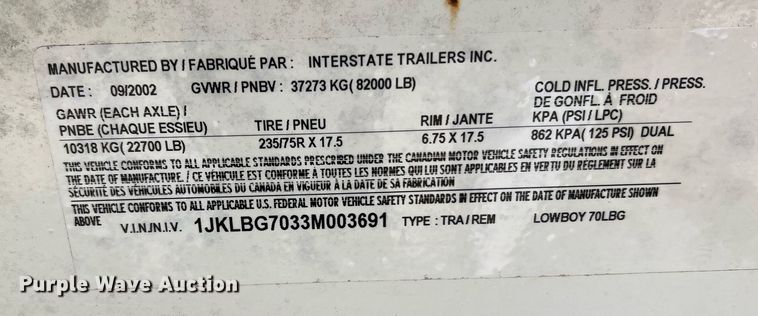 MANUFACTURED BY / FABRIQUÉ PAR : INTERSTATE TRAILERS INC.
DATE : 09/2002 GVWR / PNBV : 37273 KG( 82000 LB)
GAWR (EACH AXLE) / PNBE (CHAQUE ESSIEU) TIRE / PNEU RIM / JANTE COLD INFL. PRESS. / PRESS. DE GONFL. À FROID KPA (PSI / LPC)
10318 KG( 22700 LB) 235/75R X 17.5 6.75 X 17.5 862 KPA( 125 PSI) DUAL
THIS VEHICLE CONFORMS TO ALL APPLICABLE STANDARDS PRESCRIBED UNDER THE CANADIAN MOTOR VEHICLE SAFETY REGULATIONS IN EFFECT ON
THE DATE OF MANUFACTURE. / CE VÉHICULE EST CONFORME À TOUTES LES NORMES QUI LUI SONT APPLICABLES EN VERTU DU RÈGLEMENT SUR LA
SÉCURITÉ DES VÉHICULES AUTOMOBILES DU CANADA EN VIGUEUR À LA DATE DE SA FABRICATION
THIS VEHICLE CONFORMS TO ALL APPLICABLE U.S. FEDERAL MOTOR VEHICLE SAFETY STANDARDS IN EFFECT ON THE DATE OF MANUFACTURE SHOWN
ABOVE
V.I.N./N.I.V. 1JKLBG7033M003691 TYPE : TRA / REM LOWBOY 70LBG
Purple Wave Auction